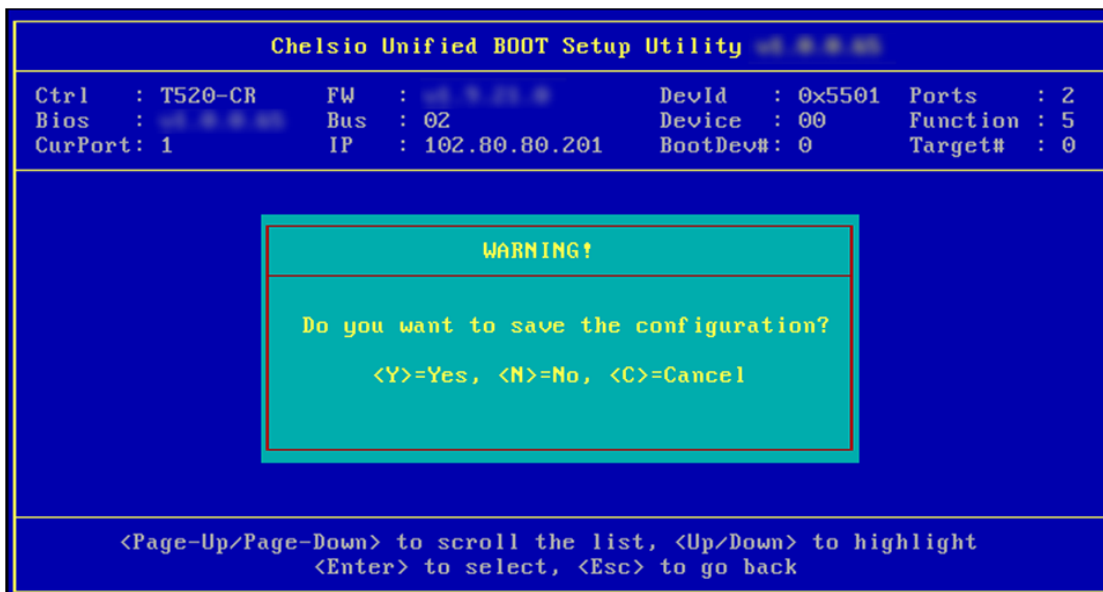 Chelsio Unified BOOT Setup Utility
Ctrl : T520-CR FW : DevId : 0x5501 Ports : 2
Bios : Bus : 02 Device : 00 Function : 5
CurPort: 1 IP : 102.80.80.201 BootDev#: 0 Target# : 0
WARNING!
Do you want to save the configuration?
<Y>=Yes, <N>=No, <C>=Cancel
<Page-Up/Page-Down> to scroll the list, <Up/Down> to highlight
<Enter> to select, <Esc> to go back